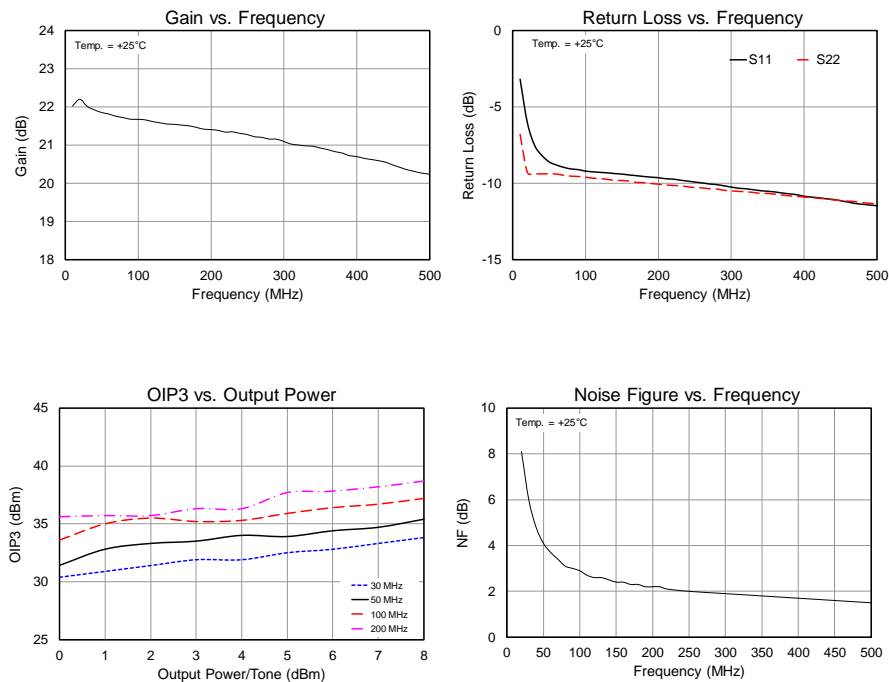 Gain vs. Frequency
Temp. = +25°C
24
23
22
21
20
19
18
Gain (dB)
0
100
200
300
400
500
Frequency (MHz)
Return Loss vs. Frequency
Temp. = +25°C
S11
S22
0
-5
-10
-15
Return Loss (dB)
0
100
200
300
400
500
Frequency (MHz)
OIP3 vs. Output Power
45
40
35
30
25
OIP3 (dBm)
30 MHz
50 MHz
100 MHz
200 MHz
0
1
2
3
4
5
6
7
8
Output Power/Tone (dBm)
Noise Figure vs. Frequency
Temp. = +25°C
10
8
6
4
2
0
NF (dB)
0
50
100
150
200
250
300
350
400
450
500
Frequency (MHz)